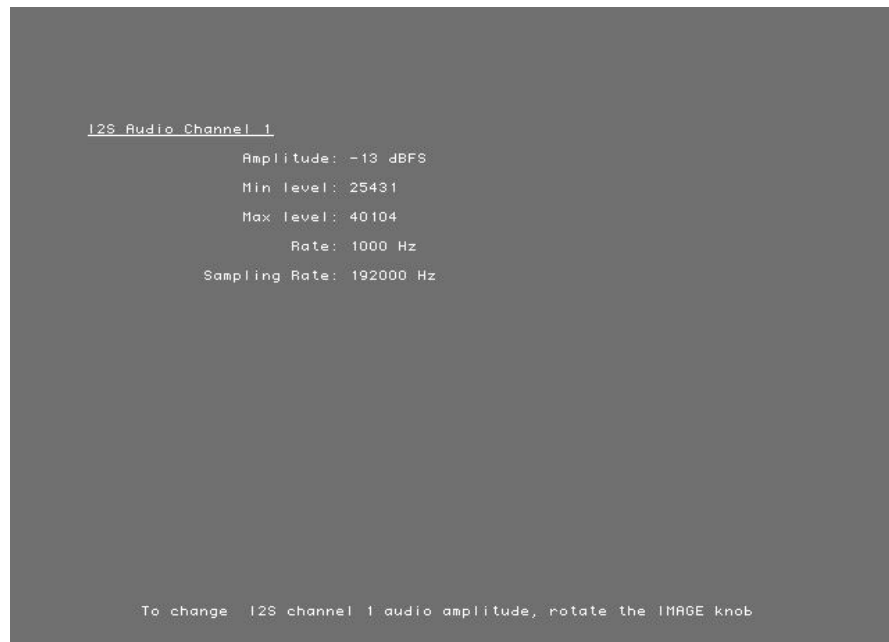 I2S Audio Channel 1
Amplitude: -13 dBFS
Min level: 25431
Max level: 40104
Rate: 1000 Hz
Sampling Rate: 192000 Hz
To change  I2S channel 1 audio amplitude, rotate the IMAGE knob